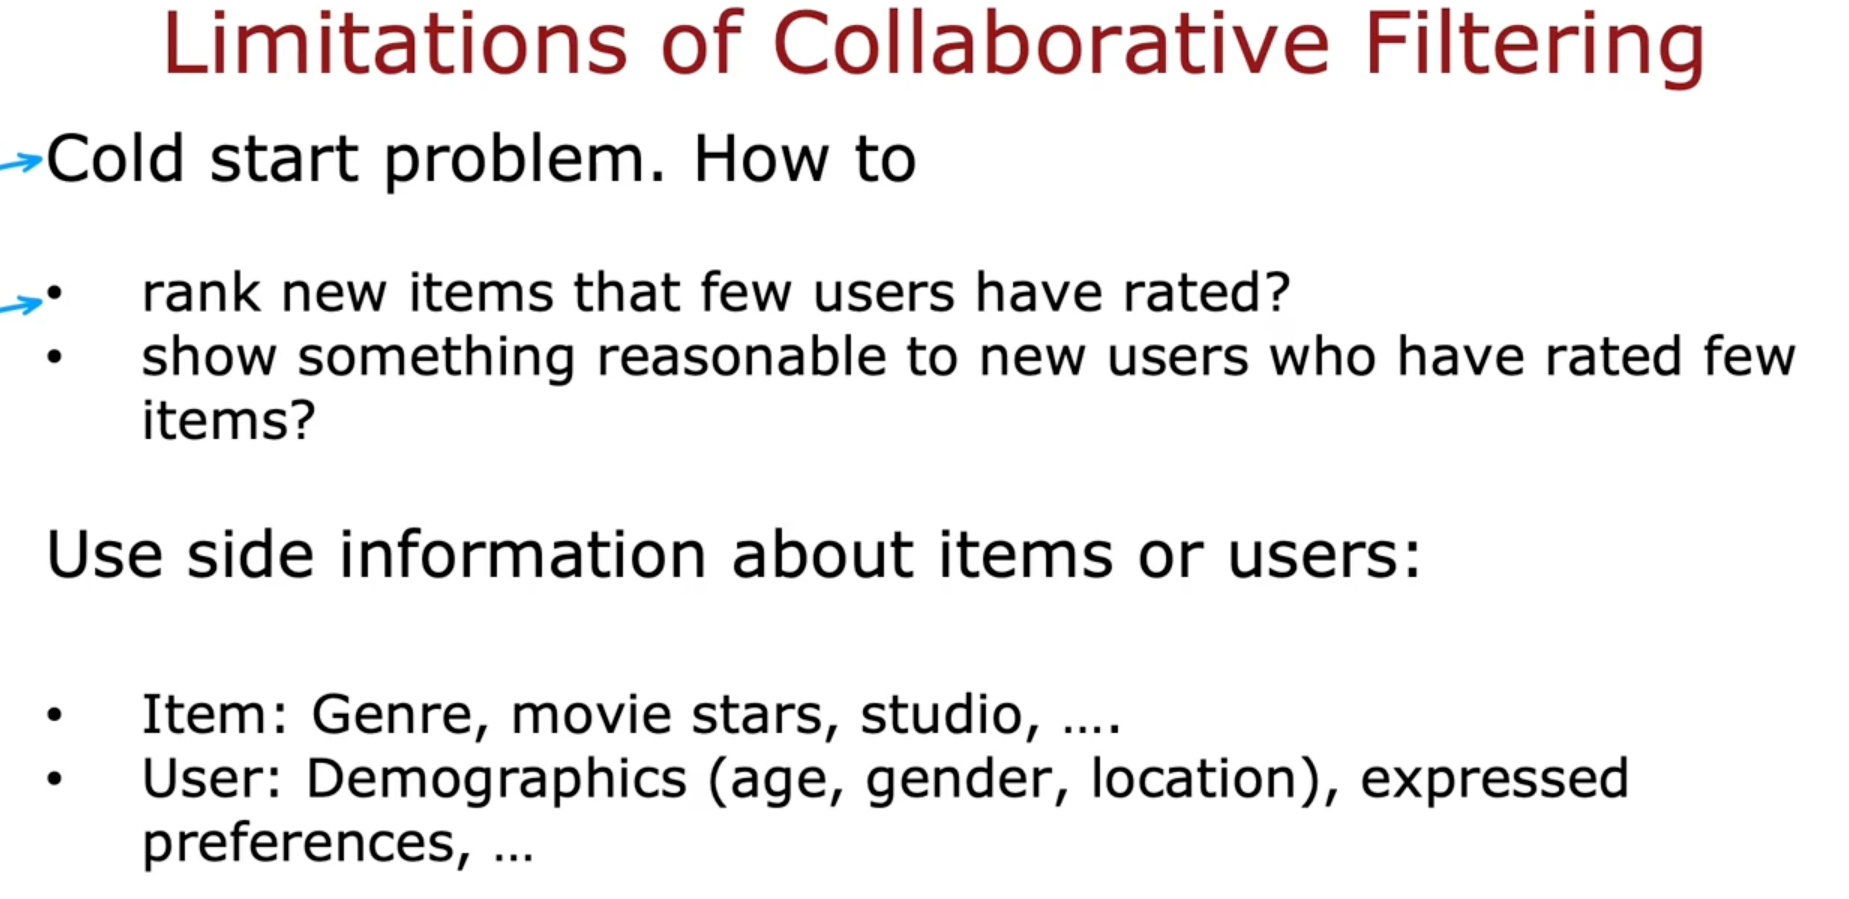 Limitations of Collaborative Filtering
Cold start problem. How to
• rank new items that few users have rated?
• show something reasonable to new users who have rated few
items?
Use side information about items or users:
• Item: Genre, movie stars, studio, ....
• User: Demographics (age, gender, location), expressed
preferences, ...